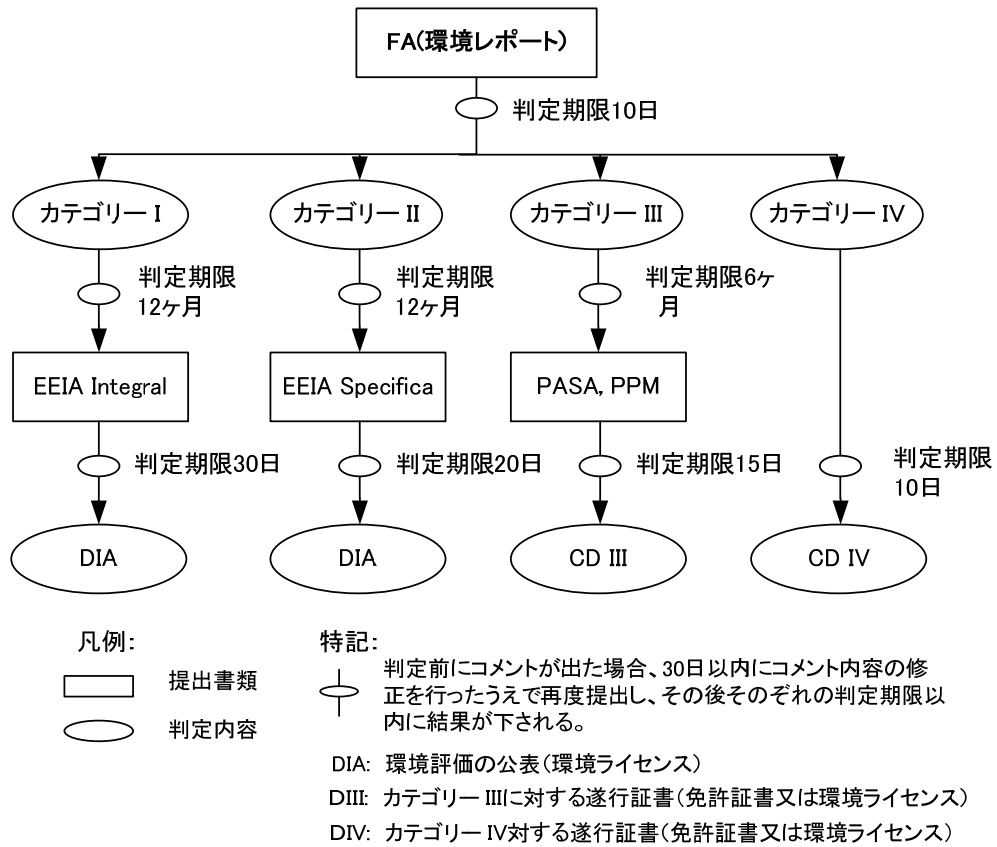 FA(環境レポート)
判定期限10日
カテゴリー I
カテゴリー II
カテゴリー III
カテゴリー IV
判定期限
12ヶ月
判定期限
12ヶ月
判定期限6ヶ
月
EEIA Integral
EEIA Specifica
PASA, PPM
判定期限30日
判定期限20日
判定期限15日
判定期限
10日
DIA
DIA
CD III
CD IV
凡例:
提出書類
判定内容
特記:
判定前にコメントが出た場合、30日以内にコメント内容の修
正を行ったうえで再度提出し、その後そのぞれの判定期限以
内に結果が下される。
DIA: 環境評価の公表(環境ライセンス)
DIII: カテゴリー IIIに対する遂行証書(免許証書又は環境ライセンス)
DIV: カテゴリー IV対する遂行証書(免許証書又は環境ライセンス)